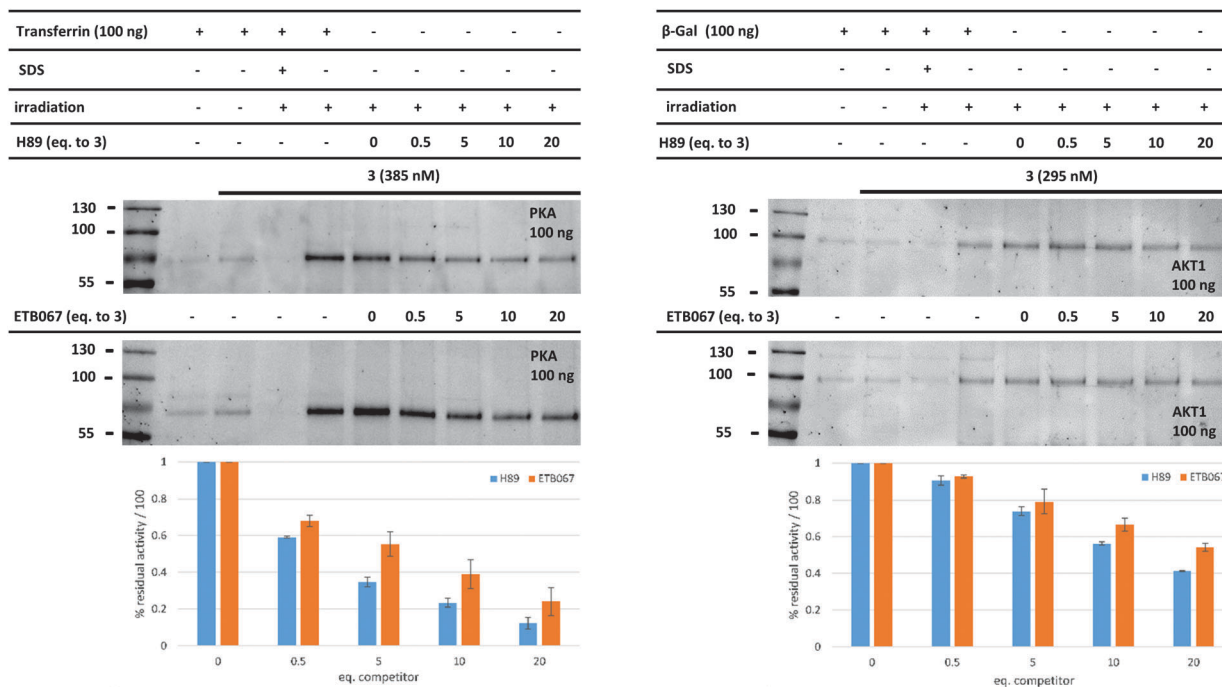 Transferrin (100 ng) + + + + - - - - -
SDS - - + - - - - - -
irradiation - - + + + + + + +
H89 (eq. to 3) - - - - 0 0.5 5 10 20
3 (385 nM)
130
100
55
PKA
100 ng
ETB067 (eq. to 3) - - - - 0 0.5 5 10 20
130
100
55
PKA
100 ng
% residual activity / 100
1
0.8
0.6
0.4
0.2
0
H89 ETB067
0 0.5 5 10 20
eq. competitor
β-Gal (100 ng) + + + + - - - - -
SDS - - + - - - - - -
irradiation - - + + + + + + +
H89 (eq. to 3) - - - - 0 0.5 5 10 20
3 (295 nM)
130
100
55
AKT1
100 ng
ETB067 (eq. to 3) - - - - 0 0.5 5 10 20
130
100
55
AKT1
100 ng
% residual activity / 100
1
0.8
0.6
0.4
0.2
0
H89 ETB067
0 0.5 5 10 20
eq. competitor